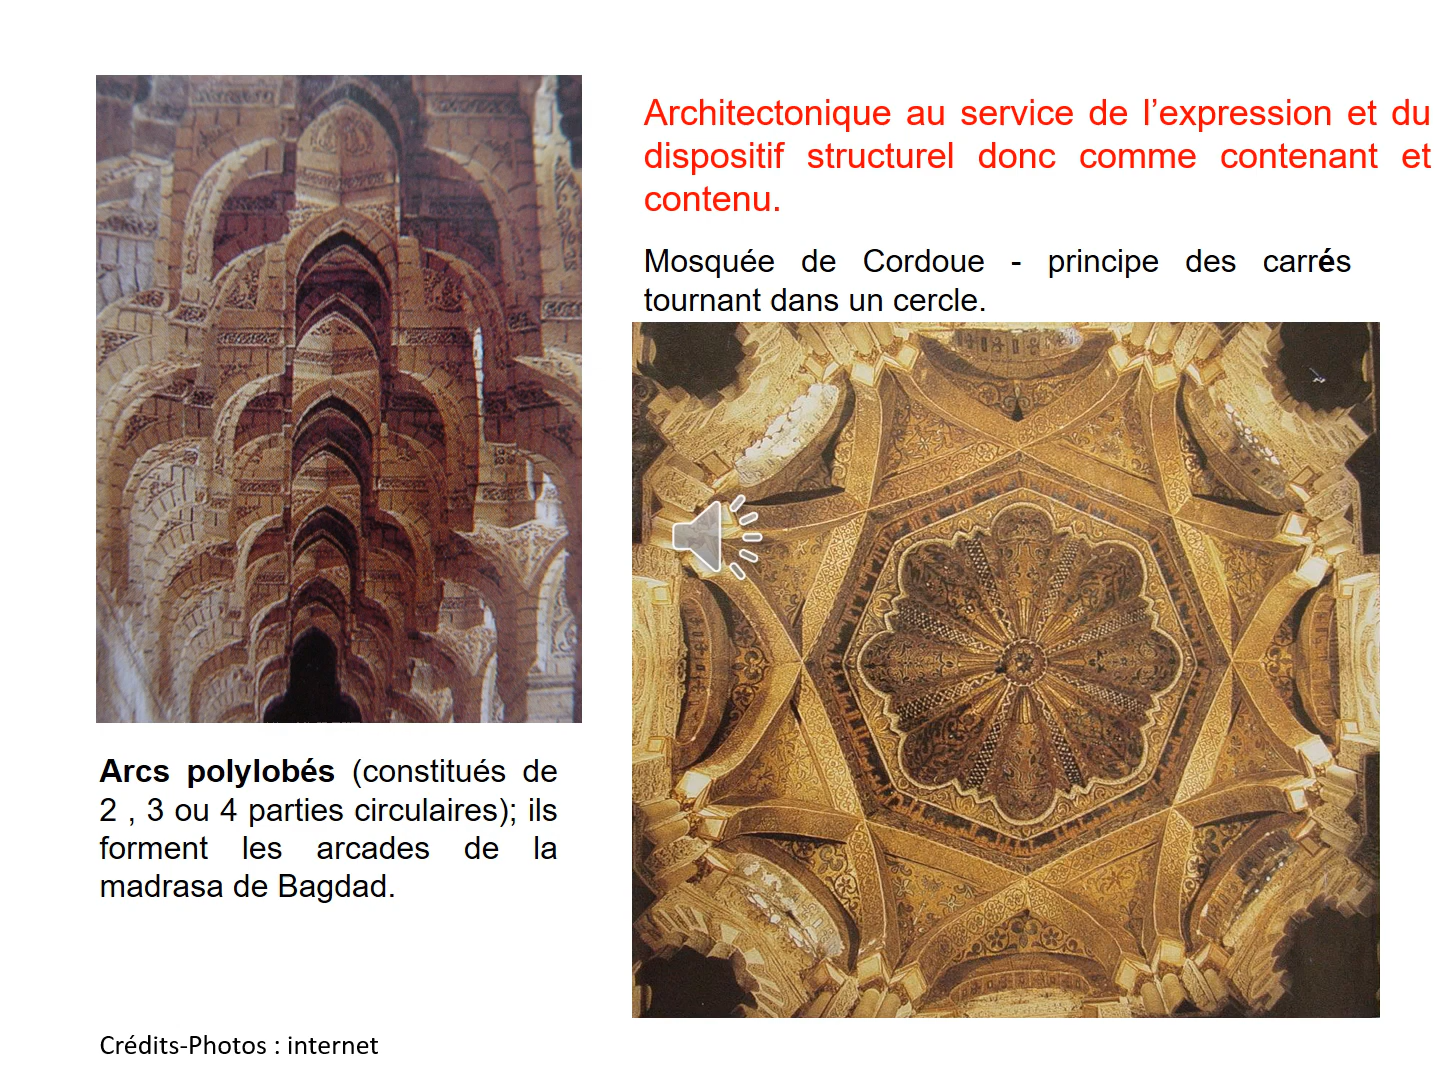 Architectonique au service de l’expression et du
dispositif structurel donc comme contenant et
contenu.
Mosquée de Cordoue - principe des carrés
tournant dans un cercle.
Arcs polylobés (constitués de
2 , 3 ou 4 parties circulaires); ils
forment les arcades de la
madrasa de Bagdad.
Crédits-Photos : internet